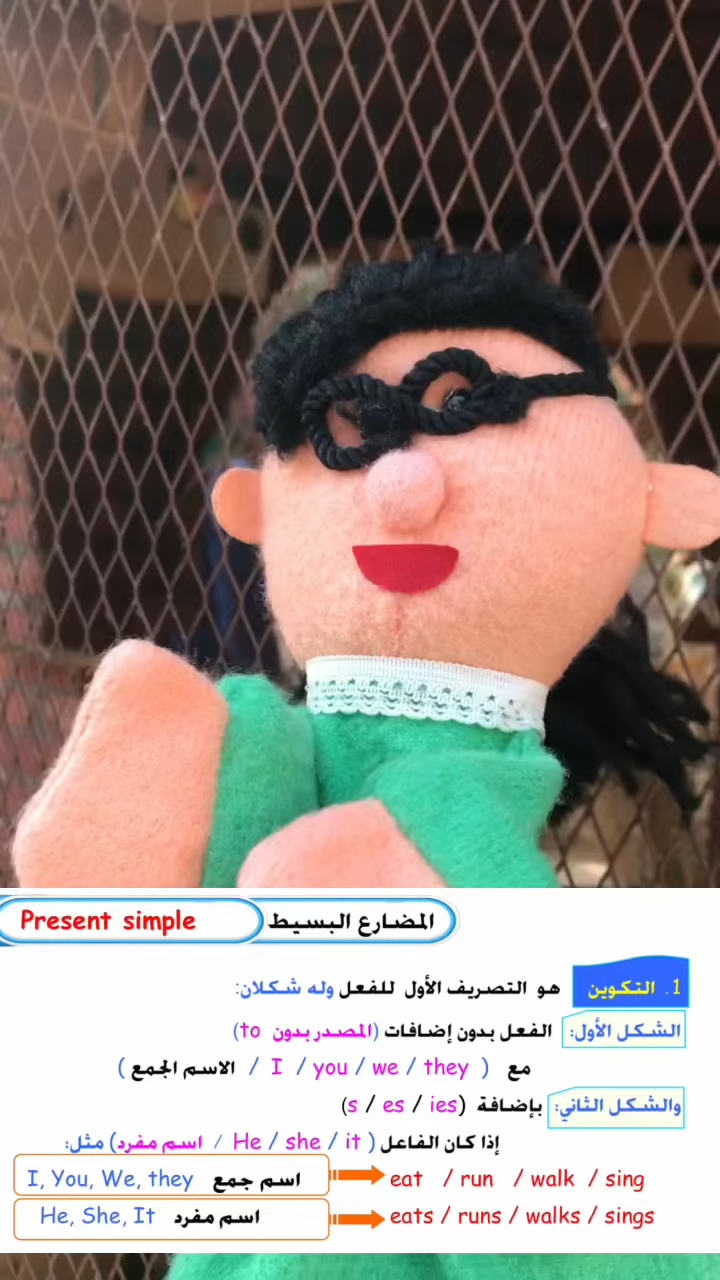 Present simple المضارع البسيط
1. التكوين هو التصريف الأول للفعل وله شكلان:
الشكل الأول: الفعل بدون إضافات (المصدر بدون to)
مع ( I / you / we / they / الاسم الجمع )
والشكل الثاني: بإضافة (s / es / ies)
إذا كان الفاعل ( He / she / it / اسم مفرد) مثل:
I, You, We, they اسم جمع eat / run / walk / sing
He, She, It اسم مفرد eats / runs / walks / sings